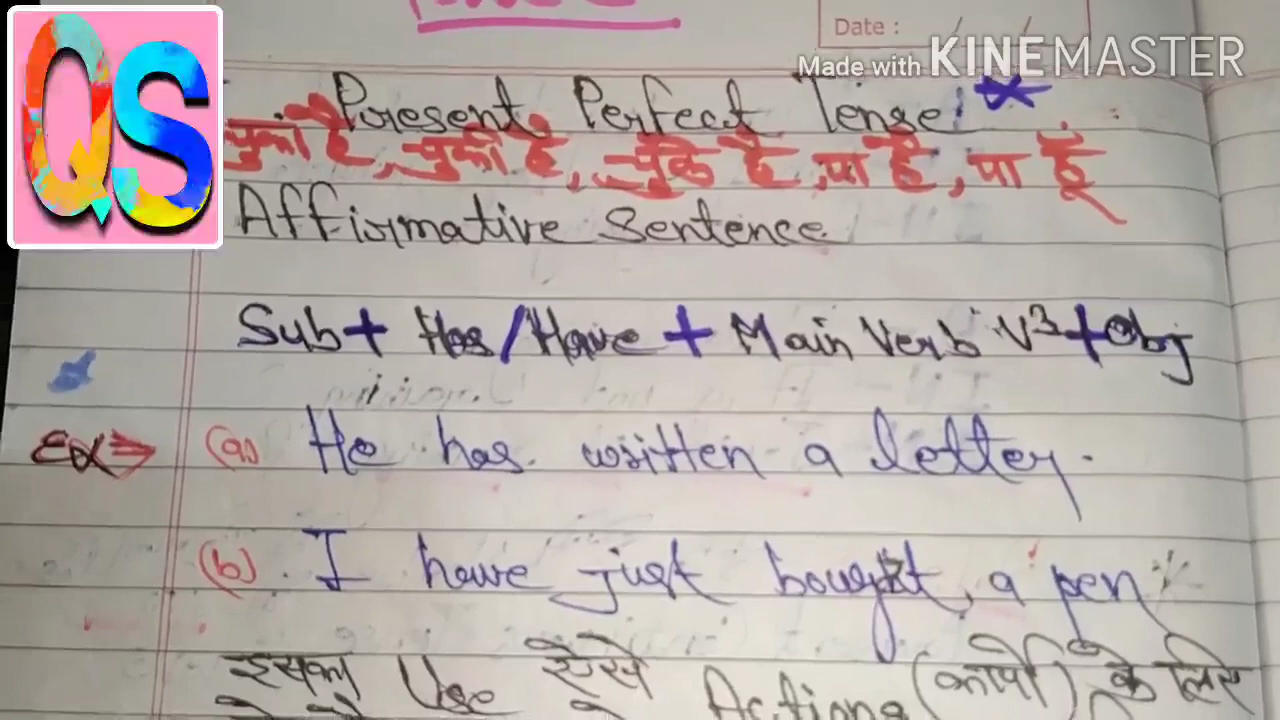 QS
Date : / /
Made with KINEMASTER
Present Perfect Tense
चुका है, चुकी है, चुके है, या है, या हूँ
Affirmative Sentence
Sub + Has/Have + Main Verb V³ + Obj
Ex⇒ (a) He has written a letter.
(b) I have just bought a pen
इसका Use ऐसे Actions (कार्यो) के लिए